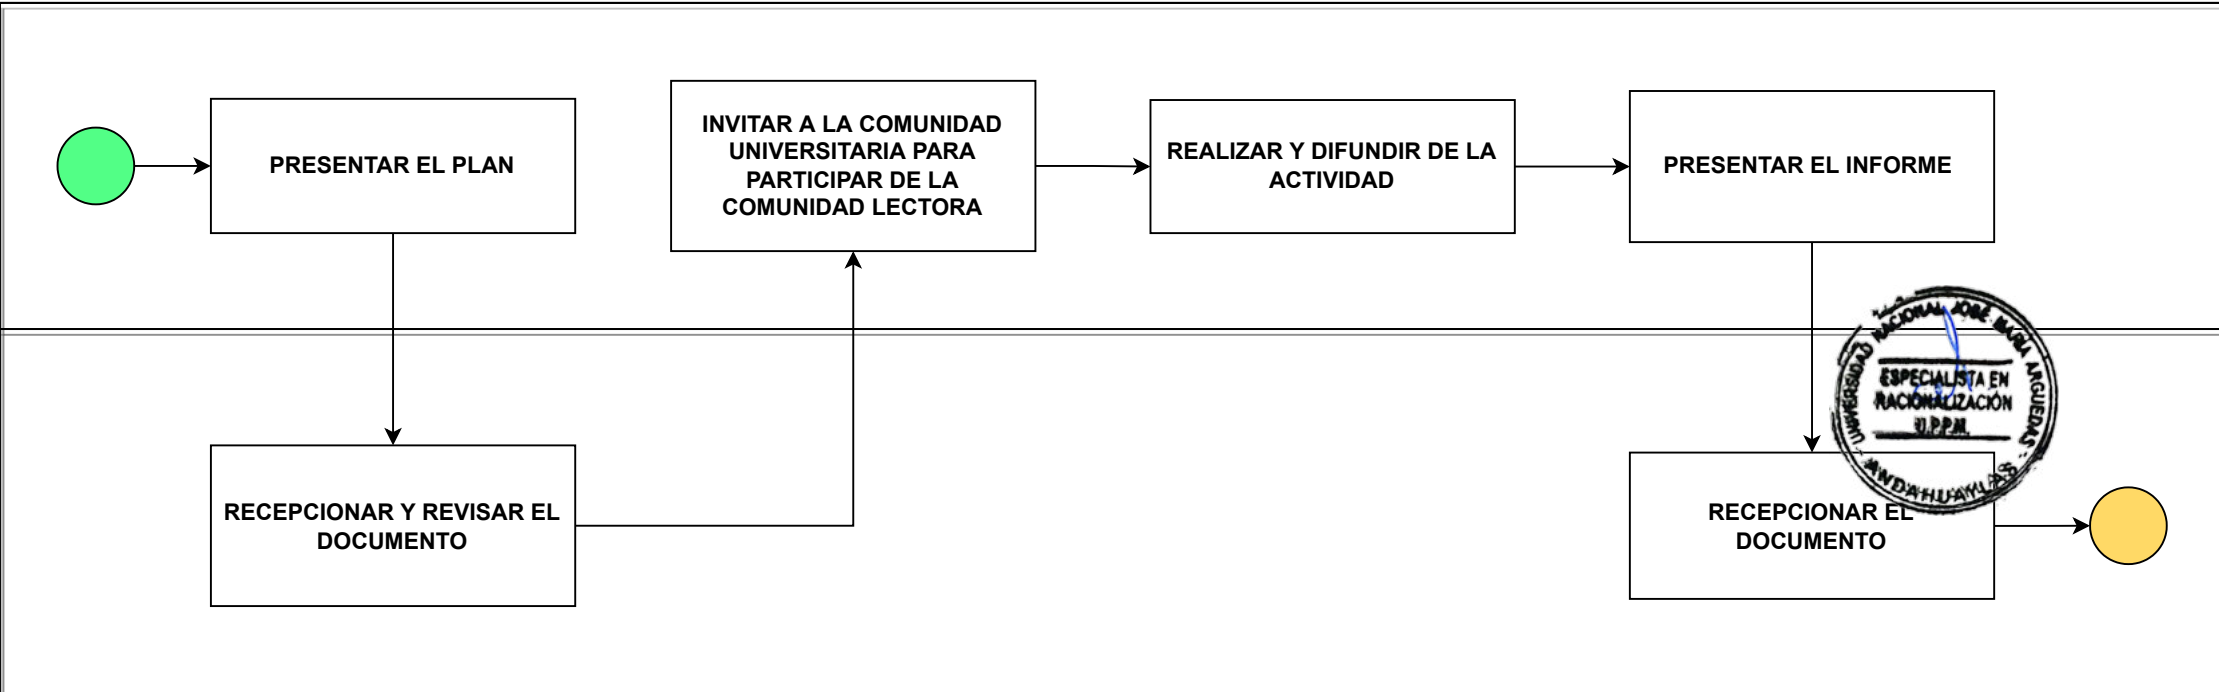 PRESENTAR EL PLAN
INVITAR A LA COMUNIDAD
UNIVERSITARIA PARA
PARTICIPAR DE LA
COMUNIDAD LECTORA
REALIZAR Y DIFUNDIR DE LA
ACTIVIDAD
PRESENTAR EL INFORME
UNIVERSIDAD NACIONAL JOSÉ MARÍA ARGUEDAS
ESPECIALISTA EN
RACIONALIZACIÓN
U.P.P.M.
- ANDAHUAYLAS -
RECEPCIONAR Y REVISAR EL
DOCUMENTO
RECEPCIONAR EL
DOCUMENTO